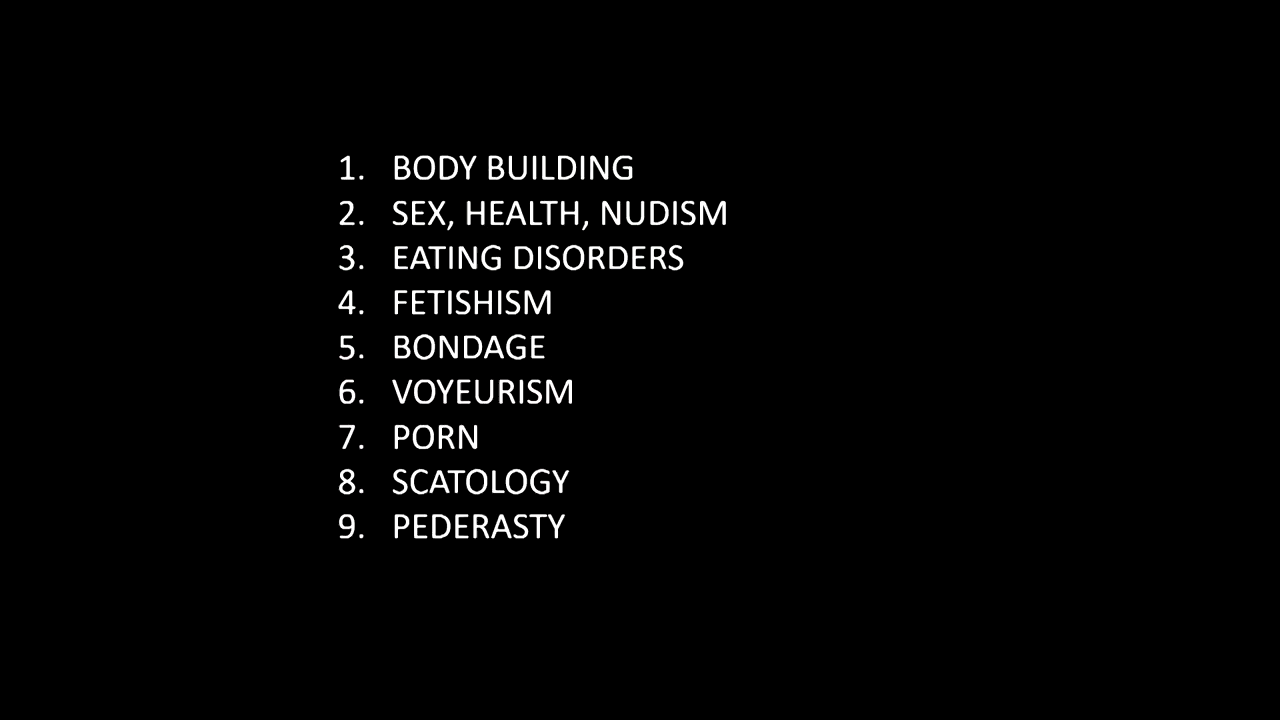 1. BODY BUILDING
2. SEX, HEALTH, NUDISM
3. EATING DISORDERS
4. FETISHISM
5. BONDAGE
6. VOYEURISM
7. PORN
8. SCATOLOGY
9. PEDERASTY